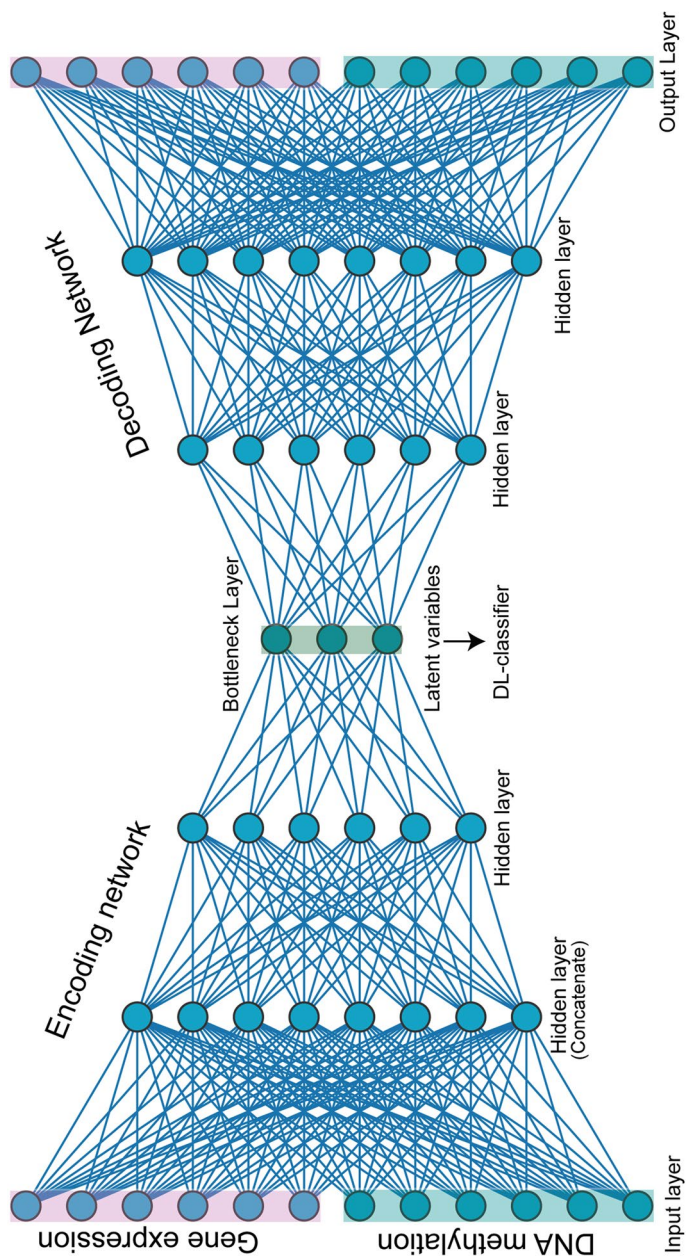 Encoding network
Decoding Network
Gene expression
DNA methylation
Input layer
Hidden layer
(Concatenate)
Hidden layer
Bottleneck Layer
Latent variables
DL-classifier
Hidden layer
Hidden layer
Output Layer